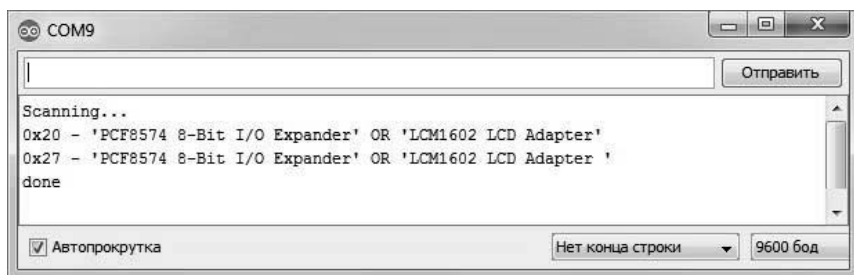 COM9
Отправить
Scanning...
0x20 - 'PCF8574 8-Bit I/O Expander' OR 'LCM1602 LCD Adapter'
0x27 - 'PCF8574 8-Bit I/O Expander' OR 'LCM1602 LCD Adapter '
done
Автопрокрутка Нет конца строки 9600 бод